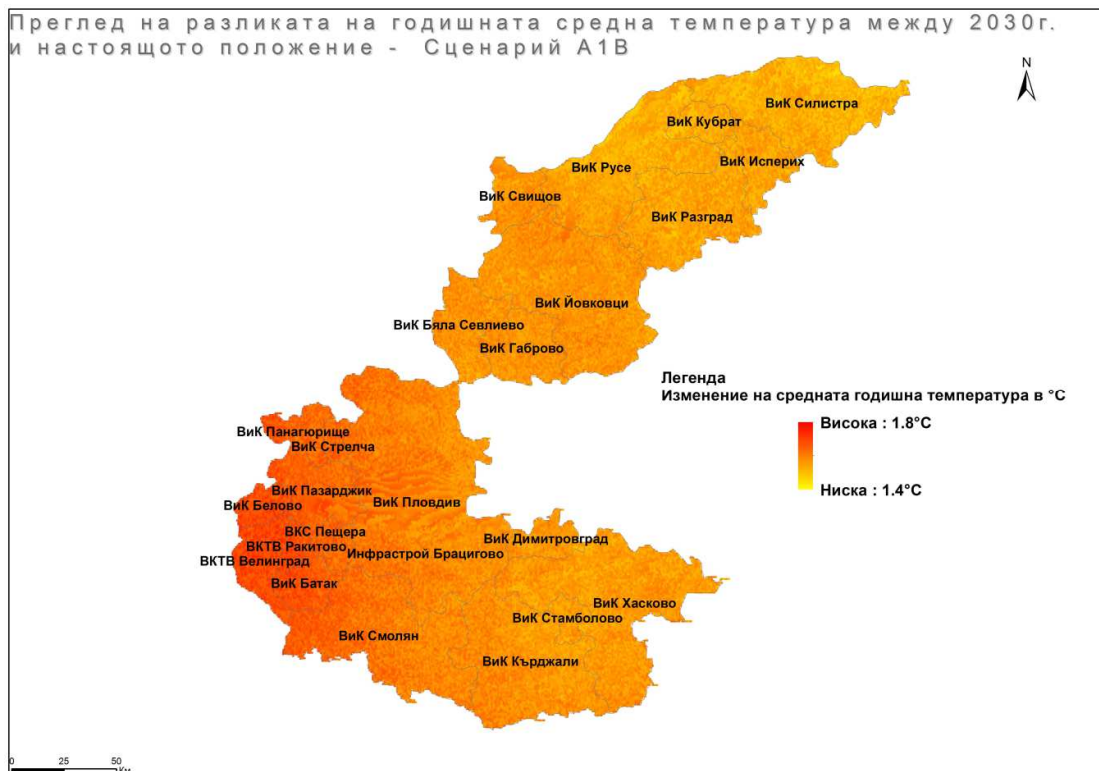 Преглед на разликата на годишната средна температура между 2030г.
и настоящото положение - Сценарий А1В
N
ВиК Силистра
ВиК Кубрат
ВиК Исперих
ВиК Русе
ВиК Свищов
ВиК Разград
ВиК Йовковци
ВиК Бяла Севлиево
ВиК Габрово
Легенда
Изменение на средната годишна температура в °C
Висока : 1.8°C
Ниска : 1.4°C
ВиК Панагюрище
ВиК Стрелча
ВиК Пазарджик
ВиК Белово
ВиК Пловдив
ВКС Пещера
ВиК Димитровград
ВКТВ Ракитово
Инфрастрой Брацигово
ВКТВ Велинград
ВиК Батак
ВиК Хасково
ВиК Стамболово
ВиК Смолян
ВиК Кърджали
0 25 50
Км